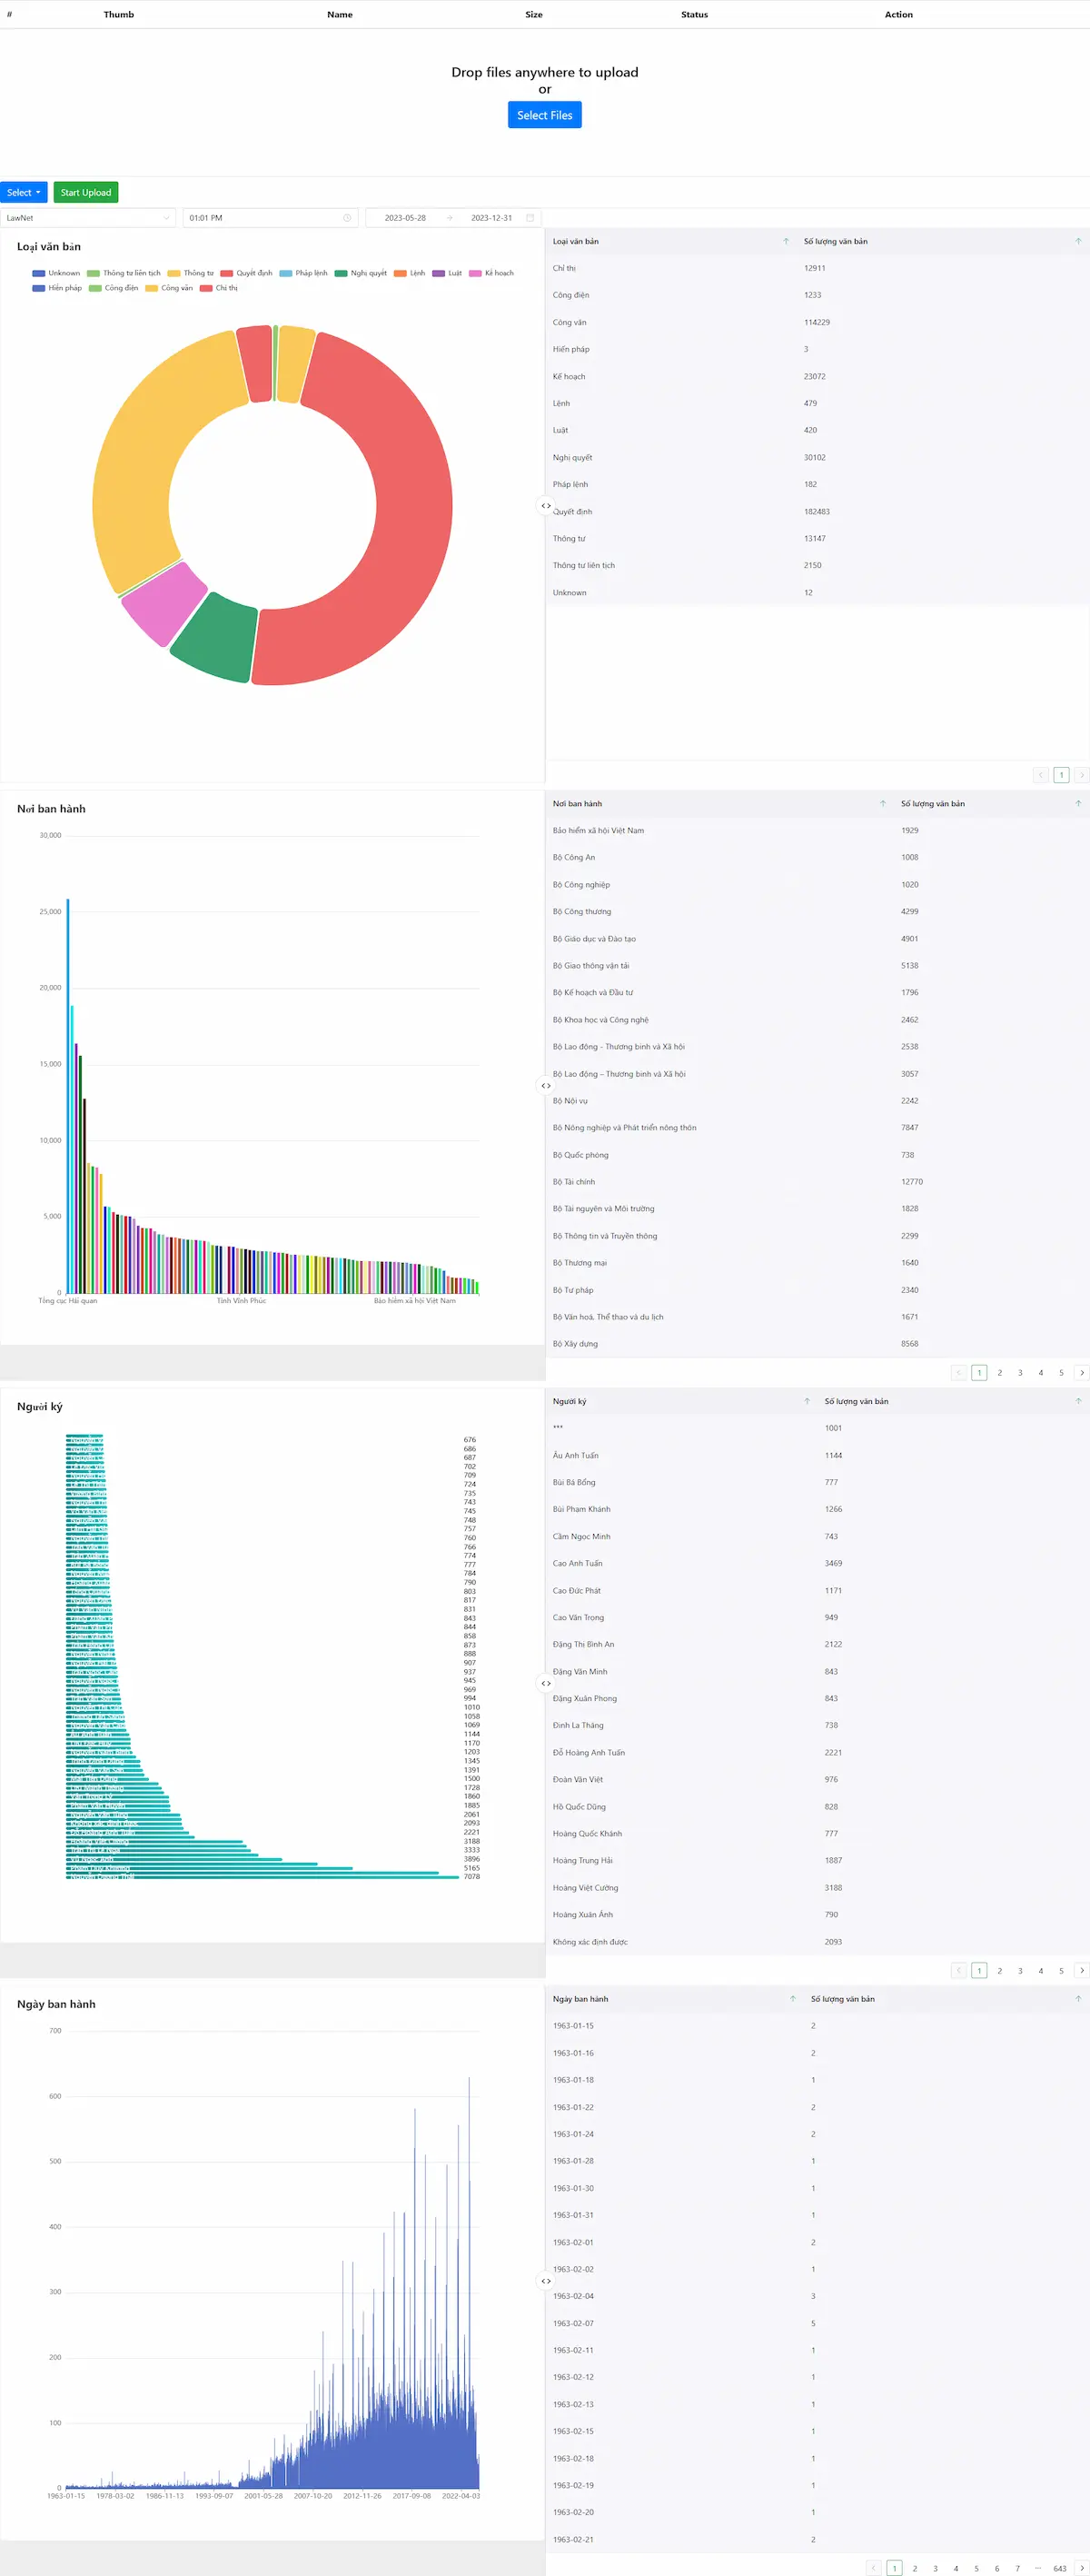 # Thumb Name Size Status Action
Drop files anywhere to upload
or
Select Files
Select Start Upload
LawNet 01:01 PM 2023-05-28 2023-12-31
Loại văn bản
Unknown Thông tư liên tịch Thông tư Quyết định Pháp lệnh Nghị quyết Lệnh Luật Kế hoạch
Hiến pháp Công điện Công văn Chỉ thị
Loại văn bản Số lượng văn bản
Chỉ thị 12911
Công điện 1233
Công văn 114229
Hiến pháp 3
Kế hoạch 23072
Lệnh 479
Luật 420
Nghị quyết 30102
Pháp lệnh 182
Quyết định 182483
Thông tư 13147
Thông tư liên tịch 2150
Unknown 12
1
Nơi ban hành
30,000
25,000
20,000
15,000
10,000
5,000
0
Tổng cục Hải quan Tỉnh Vĩnh Phúc Bảo hiểm xã hội Việt Nam
Nơi ban hành Số lượng văn bản
Bảo hiểm xã hội Việt Nam 1929
Bộ Công An 1008
Bộ Công nghiệp 1020
Bộ Công thương 4299
Bộ Giáo dục và Đào tạo 4901
Bộ Giao thông vận tải 5138
Bộ Kế hoạch và Đầu tư 1796
Bộ Khoa học và Công nghệ 2462
Bộ Lao động - Thương binh và Xã hội 2538
Bộ Lao động – Thương binh và Xã hội 3057
Bộ Nội vụ 2242
Bộ Nông nghiệp và Phát triển nông thôn 7847
Bộ Quốc phòng 738
Bộ Tài chính 12770
Bộ Tài nguyên và Môi trường 1828
Bộ Thông tin và Truyền thông 2299
Bộ Thương mại 1640
Bộ Tư pháp 2340
Bộ Văn hoá, Thể thao và du lịch 1671
Bộ Xây dựng 8568
1 2 3 4 5
Người ký
676
686
687
702
709
724
735
743
745
748
757
760
766
774
777
784
790
803
817
831
843
844
858
873
888
907
937
945
969
994
1010
1058
1069
1144
1170
1203
1345
1391
1500
1728
1860
1885
2061
2093
2221
3188
3333
3896
5165
7078
Người ký Số lượng văn bản
*** 1001
Âu Anh Tuấn 1144
Bùi Bá Bổng 777
Bùi Phạm Khánh 1266
Cầm Ngọc Minh 743
Cao Anh Tuấn 3469
Cao Đức Phát 1171
Cao Văn Trọng 949
Đặng Thị Bình An 2122
Đặng Văn Minh 843
Đặng Xuân Phong 843
Đinh La Thăng 738
Đỗ Hoàng Anh Tuấn 2221
Đoàn Văn Việt 976
Hồ Quốc Dũng 828
Hoàng Quốc Khánh 777
Hoàng Trung Hải 1887
Hoàng Việt Cường 3188
Hoàng Xuân Ánh 790
Không xác định được 2093
1 2 3 4 5
Ngày ban hành
700
600
500
400
300
200
100
0
1963-01-15 1978-03-02 1986-11-13 1993-09-07 2001-05-28 2007-10-20 2012-11-26 2017-09-08 2022-04-03
Ngày ban hành Số lượng văn bản
1963-01-15 2
1963-01-16 2
1963-01-18 1
1963-01-22 2
1963-01-24 2
1963-01-28 1
1963-01-30 1
1963-01-31 1
1963-02-01 2
1963-02-02 1
1963-02-04 3
1963-02-07 5
1963-02-11 1
1963-02-12 1
1963-02-13 1
1963-02-15 1
1963-02-18 1
1963-02-19 1
1963-02-20 1
1963-02-21 2
1 2 3 4 5 6 7 ··· 643